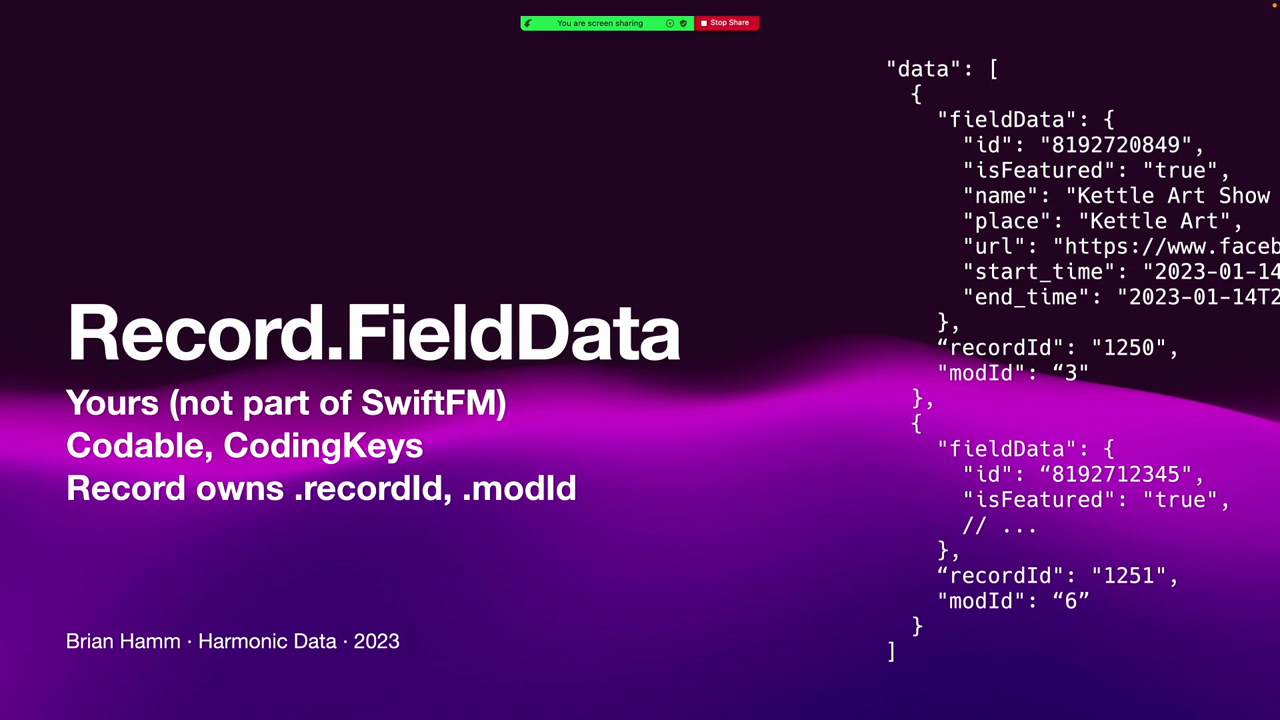 You are screen sharing
Stop Share
Record.FieldData
Yours (not part of SwiftFM)
Codable, CodingKeys
Record owns .recordId, .modId
Brian Hamm · Harmonic Data · 2023
"data": [
{
"fieldData": {
"id": "8192720849",
"isFeatured": "true",
"name": "Kettle Art Show
"place": "Kettle Art",
"url": "https://www.faceb
"start_time": "2023-01-14
"end_time": "2023-01-14T2
},
“recordId": "1250",
"modId": “3"
},
{
"fieldData": {
"id": “8192712345",
"isFeatured": "true",
// ...
},
“recordId": "1251",
"modId": “6”
}
]